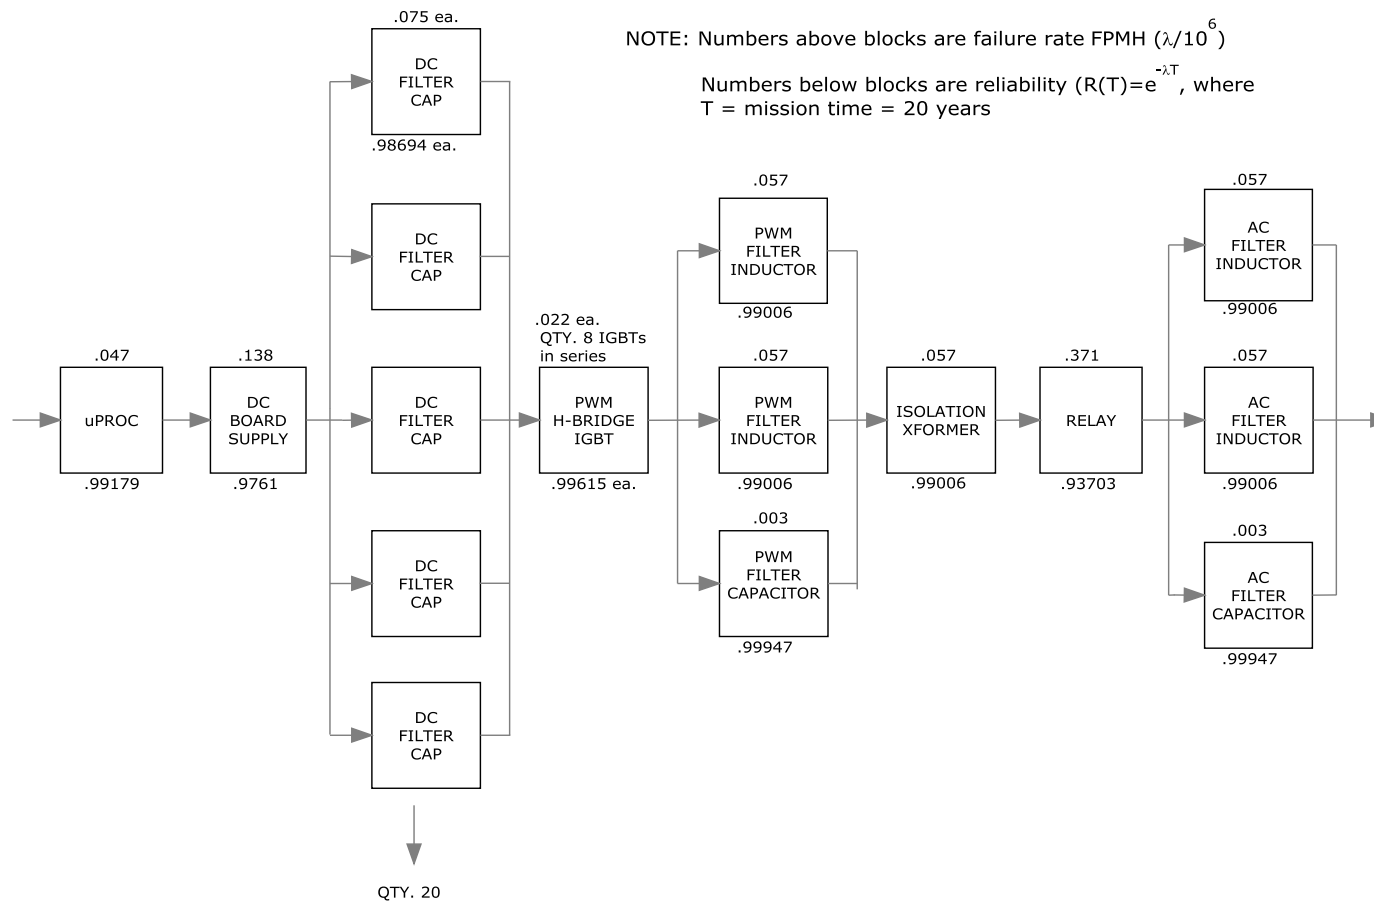 .075 ea.
DC
FILTER
CAP
.98694 ea.
NOTE: Numbers above blocks are failure rate FPMH (λ/10^6)
Numbers below blocks are reliability (R(T)=e^-λT, where
T = mission time = 20 years
DC
FILTER
CAP
.047
uPROC
.99179
.138
DC
BOARD
SUPPLY
.9761
DC
FILTER
CAP
DC
FILTER
CAP
DC
FILTER
CAP
QTY. 20
.022 ea.
QTY. 8 IGBTs
in series
PWM
H-BRIDGE
IGBT
.99615 ea.
.057
PWM
FILTER
INDUCTOR
.99006
.057
PWM
FILTER
INDUCTOR
.99006
.003
PWM
FILTER
CAPACITOR
.99947
.057
ISOLATION
XFORMER
.99006
.371
RELAY
.93703
.057
AC
FILTER
INDUCTOR
.99006
.057
AC
FILTER
INDUCTOR
.99006
.003
AC
FILTER
CAPACITOR
.99947